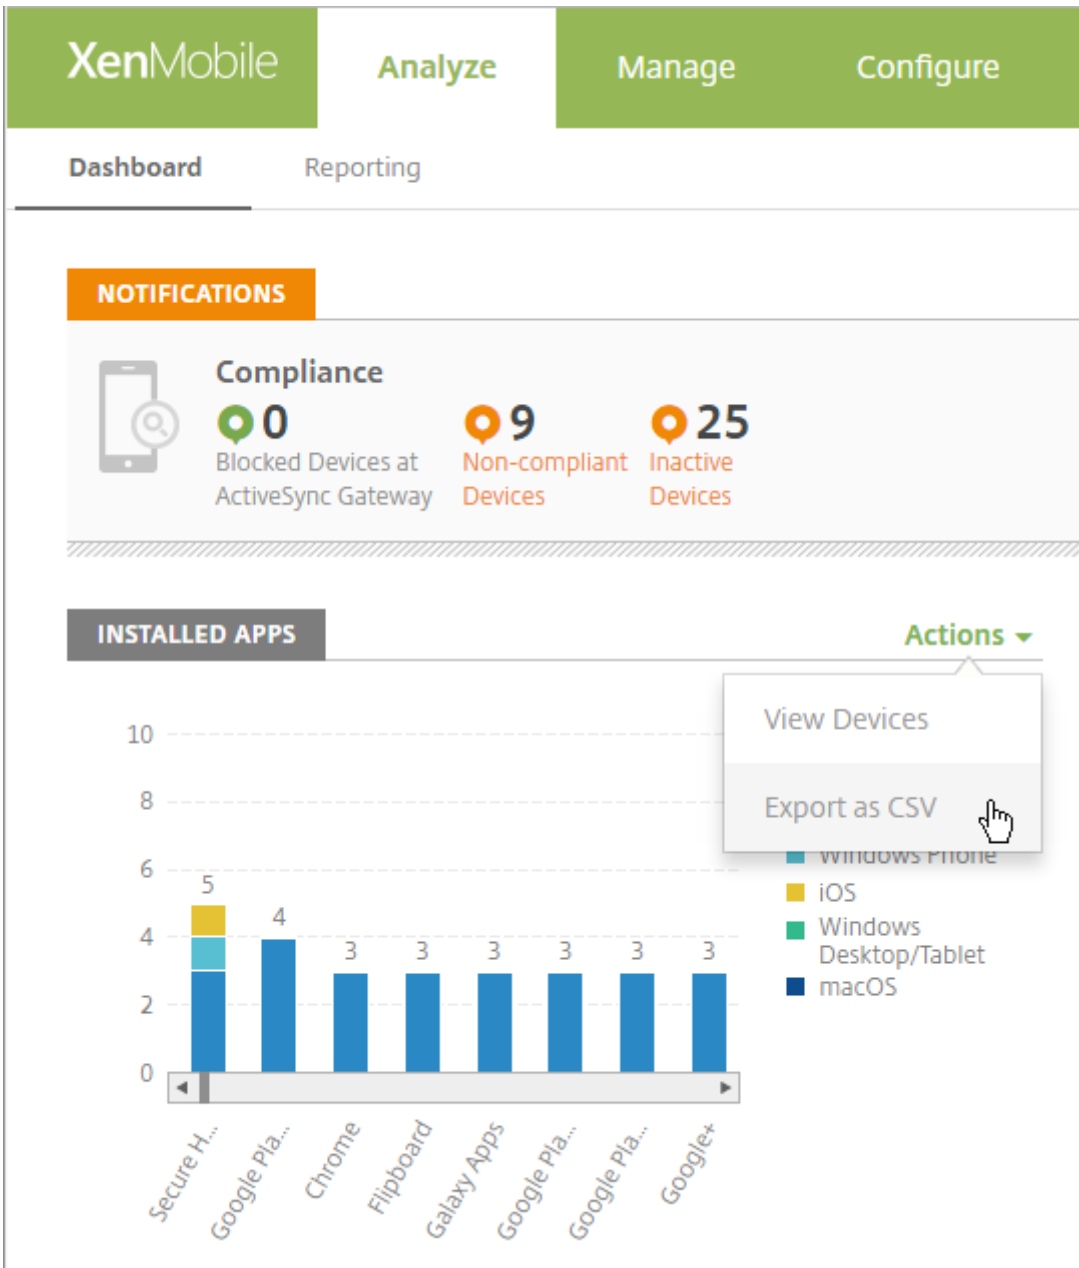 XenMobile
Analyze
Manage
Configure
Dashboard
Reporting
NOTIFICATIONS
Compliance
0
9
25
Blocked Devices at
ActiveSync Gateway
Non-compliant
Devices
Inactive
Devices
INSTALLED APPS
Actions
View Devices
Export as CSV
Windows Phone
iOS
Windows
Desktop/Tablet
macOS
10
8
6
4
2
0
5
4
3
3
3
3
3
3
Secure H...
Google Pla...
Chrome
Flipboard
Galaxy Apps
Google Pla...
Google Pla...
Google+